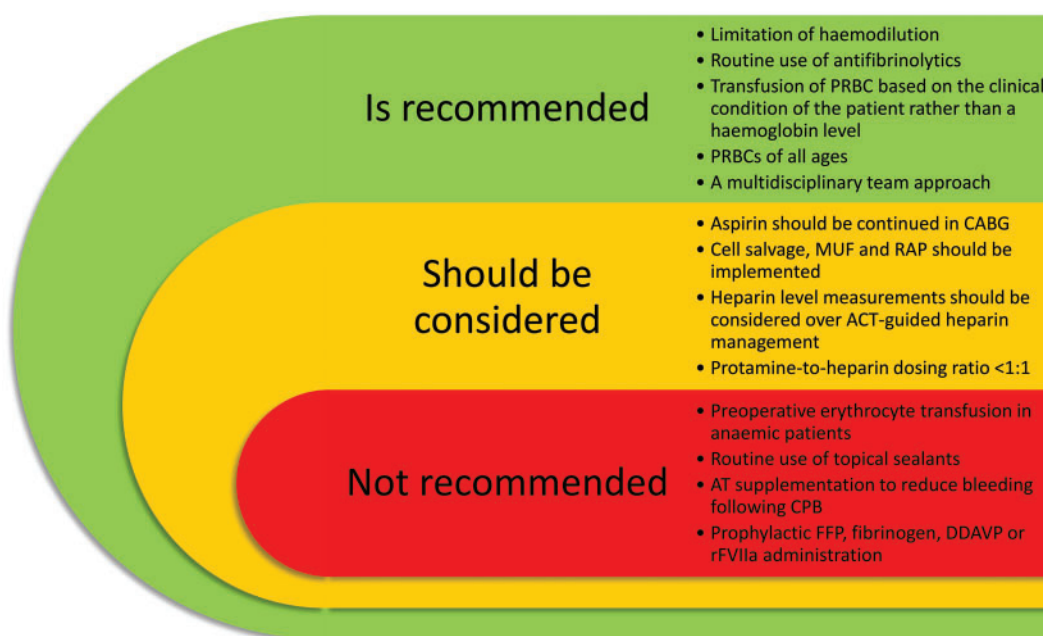 Is recommended
• Limitation of haemodilution
• Routine use of antifibrinolytics
• Transfusion of PRBC based on the clinical
condition of the patient rather than a
haemoglobin level
• PRBCs of all ages
• A multidisciplinary team approach
Should be
considered
• Aspirin should be continued in CABG
• Cell salvage, MUF and RAP should be
implemented
• Heparin level measurements should be
considered over ACT-guided heparin
management
• Protamine-to-heparin dosing ratio <1:1
Not recommended
• Preoperative erythrocyte transfusion in
anaemic patients
• Routine use of topical sealants
• AT supplementation to reduce bleeding
following CPB
• Prophylactic FFP, fibrinogen, DDAVP or
rFVIIa administration